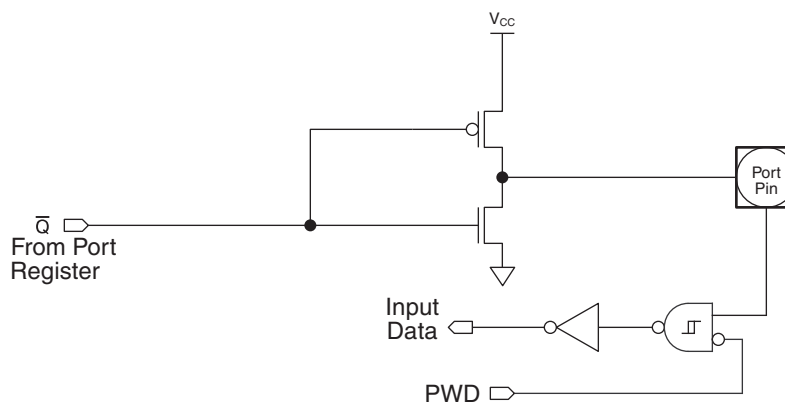 VCC
Port
Pin
Q̅
From Port
Register
Input
Data
PWD